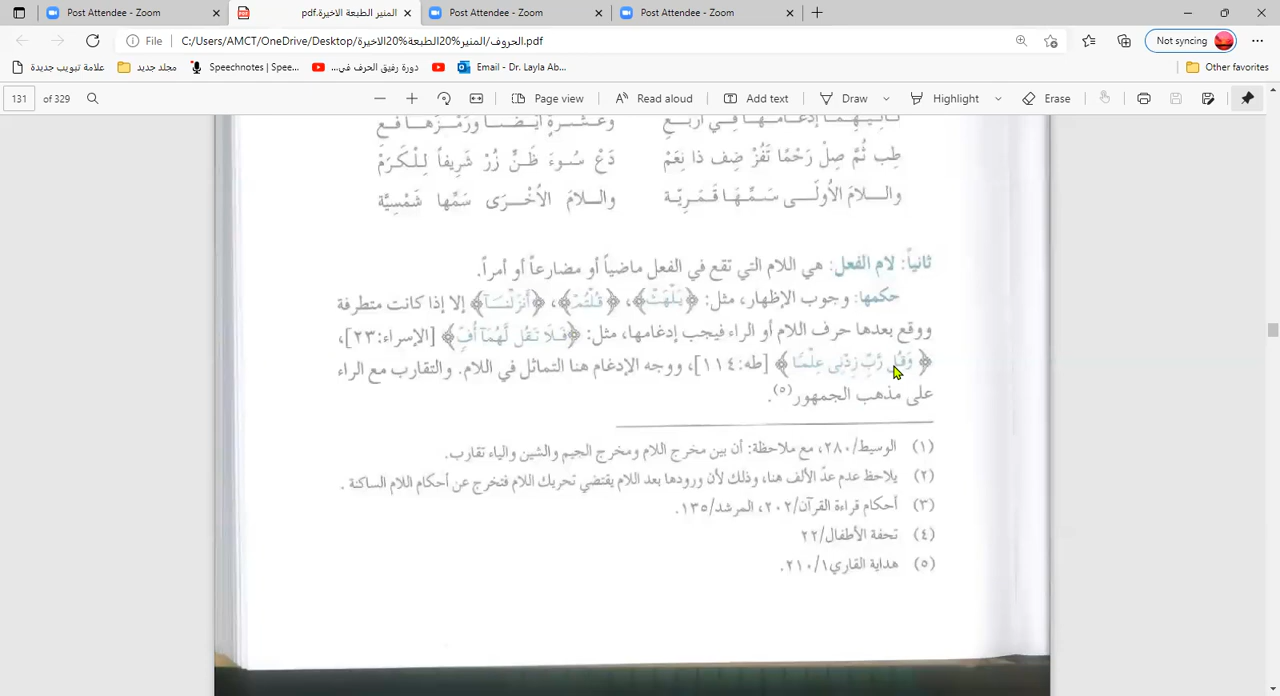 Post Attendee - Zoom
المنير الطبعة الاخيرة.pdf
Post Attendee - Zoom
Post Attendee - Zoom
File
C:/Users/AMCT/OneDrive/Desktop/الحروف/المنير%20الطبعة%20الاخيرة.pdf
Not syncing
علامة تبويب جديدة
مجلد جديد
Speechnotes | Spee...
دورة رفيق الحرف في...
Email - Dr. Layla Ab...
Other favorites
131 of 329
Page view
Read aloud
Add text
Draw
Highlight
Erase
ثَانِيهِمَا إِدْغَامُهَا فِي أَرْبَعِ وَعَشْرَةٍ أَيْضًا وَرَمْزَهَا فَعِ
طِب ثُمَّ صِلْ رَحْمًا تَفُزْ ضِفْ ذَا نِعَمْ دَعْ سُوءَ ظَنٍّ زُرْ شَرِيفاً لِلْكَرَمْ
واللامَ الأُولَى سَمِّهَا قَمَرِيّة واللامَ الأُخْرَى سَمِّها شَمْسِيَّة
ثانياً: لام الفعل: هي اللام التي تقع في الفعل ماضياً أو مضارعاً أو أمراً.
حكمها: وجوب الإظهار، مثل: ﴿يَلْهَثْ﴾، ﴿قُلْتُمْ﴾، ﴿أَنزَلْنَآ﴾ إلا إذا كانت متطرفة
ووقع بعدها حرف اللام أو الراء فيجب إدغامها، مثل: ﴿فَلَا تَقُل لَّهُمَآ أُفٍّ﴾ [الإسراء:٢٣]،
﴿وَقُل رَّبِّ زِدْنِى عِلْمًا﴾ [طه:١١٤]، ووجه الإدغام هنا التماثل في اللام. والتقارب مع الراء
على مذهب الجمهور(٥).
(١) الوسيط/٢٨٠، مع ملاحظة: أن بين مخرج اللام ومخرج الجيم والشين والياء تقارب.
(٢) يلاحظ عدم عدّ الألف هنا، وذلك لأن ورودها بعد اللام يقتضي تحريك اللام فتخرج عن أحكام اللام الساكنة .
(٣) أحكام قراءة القرآن/٢٠٢، المرشد/١٣٥.
(٤) تحفة الأطفال/٢٢
(٥) هداية القاري١/٢١٠.